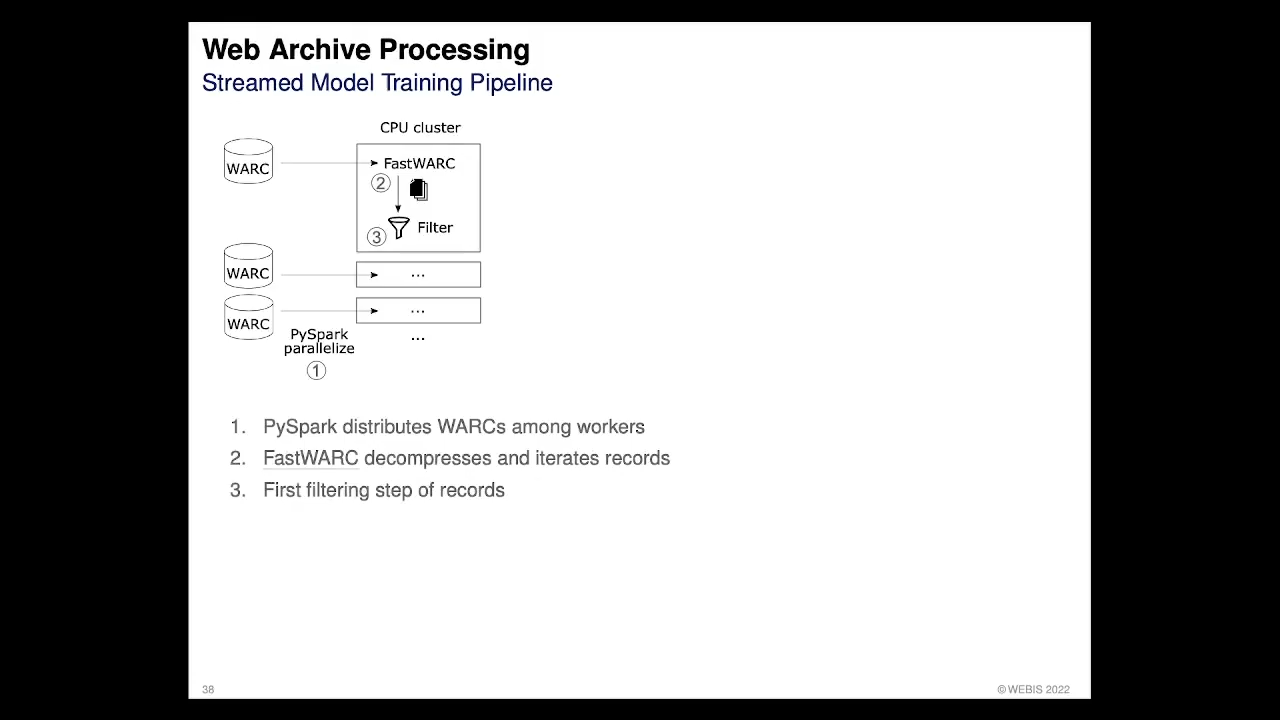 Web Archive Processing
Streamed Model Training Pipeline
CPU cluster
WARC
FastWARC
②
③ Filter
WARC
...
WARC
...
PySpark
parallelize
...
①
1. PySpark distributes WARCs among workers
2. FastWARC decompresses and iterates records
3. First filtering step of records
38
© WEBIS 2022